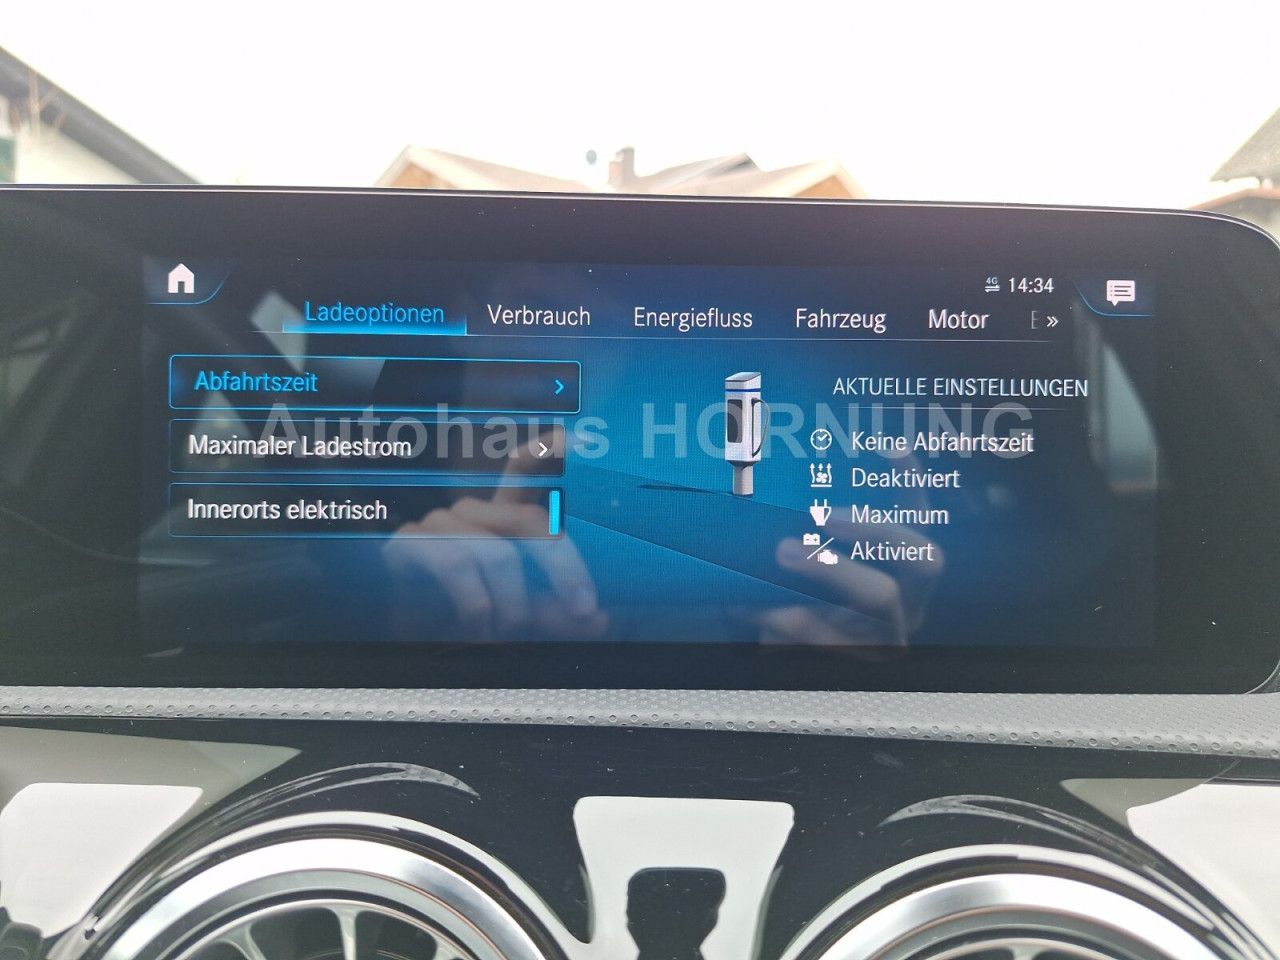 4G 14:34
Ladeoptionen Verbrauch Energiefluss Fahrzeug Motor E »
Abfahrtszeit
Maximaler Ladestrom
Innerorts elektrisch
AKTUELLE EINSTELLUNGEN
Keine Abfahrtszeit
Deaktiviert
Maximum
Aktiviert
Autohaus HORNUNG